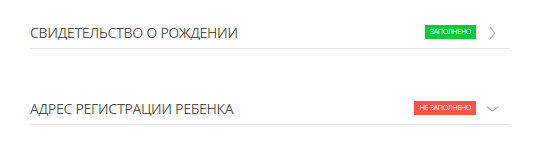 СВИДЕТЕЛЬСТВО О РОЖДЕНИИ ЗАПОЛНЕНО
АДРЕС РЕГИСТРАЦИИ РЕБЕНКА НЕ ЗАПОЛНЕНО